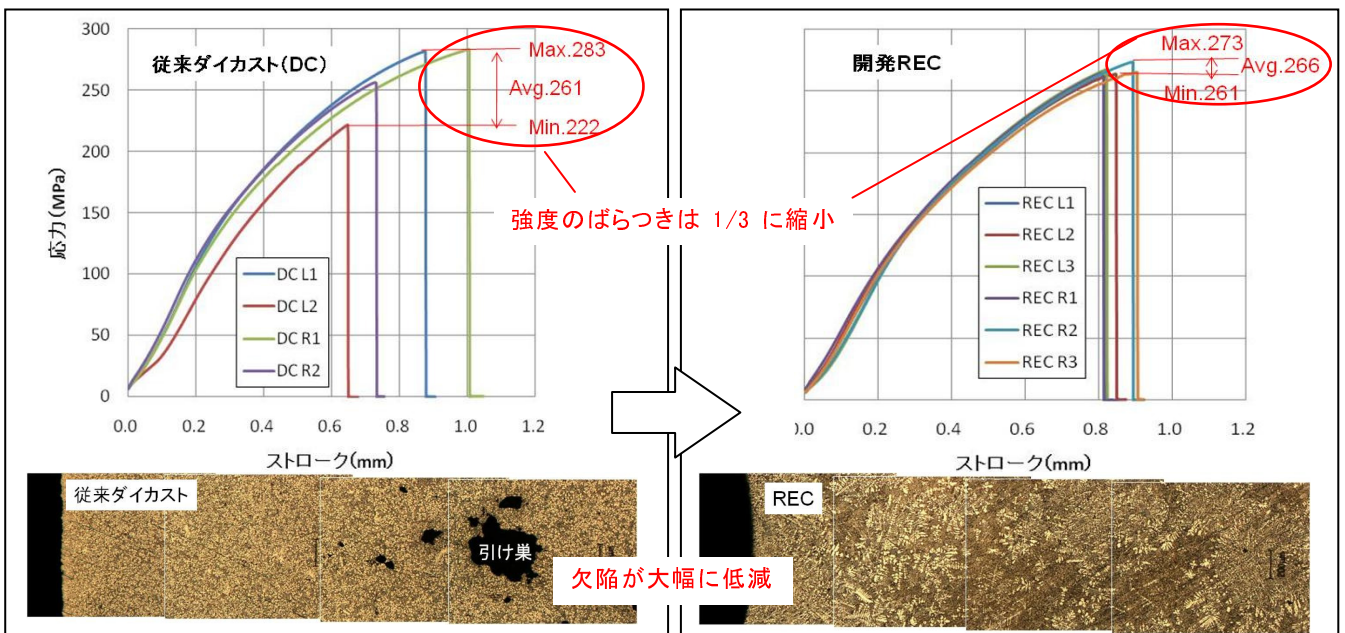 従来ダイカスト(DC)
応力(MPa)
300
250
200
150
100
50
0
0.0
0.2
0.4
0.6
0.8
1.0
1.2
ストローク(mm)
DC L1
DC L2
DC R1
DC R2
Max.283
Avg.261
Min.222
強度のばらつきは 1/3 に縮小
開発REC
Max.273
Avg.266
Min.261
REC L1
REC L2
REC L3
REC R1
REC R2
REC R3
0.0
0.2
0.4
0.6
0.8
1.0
1.2
ストローク(mm)
従来ダイカスト
引け巣
欠陥が大幅に低減
REC